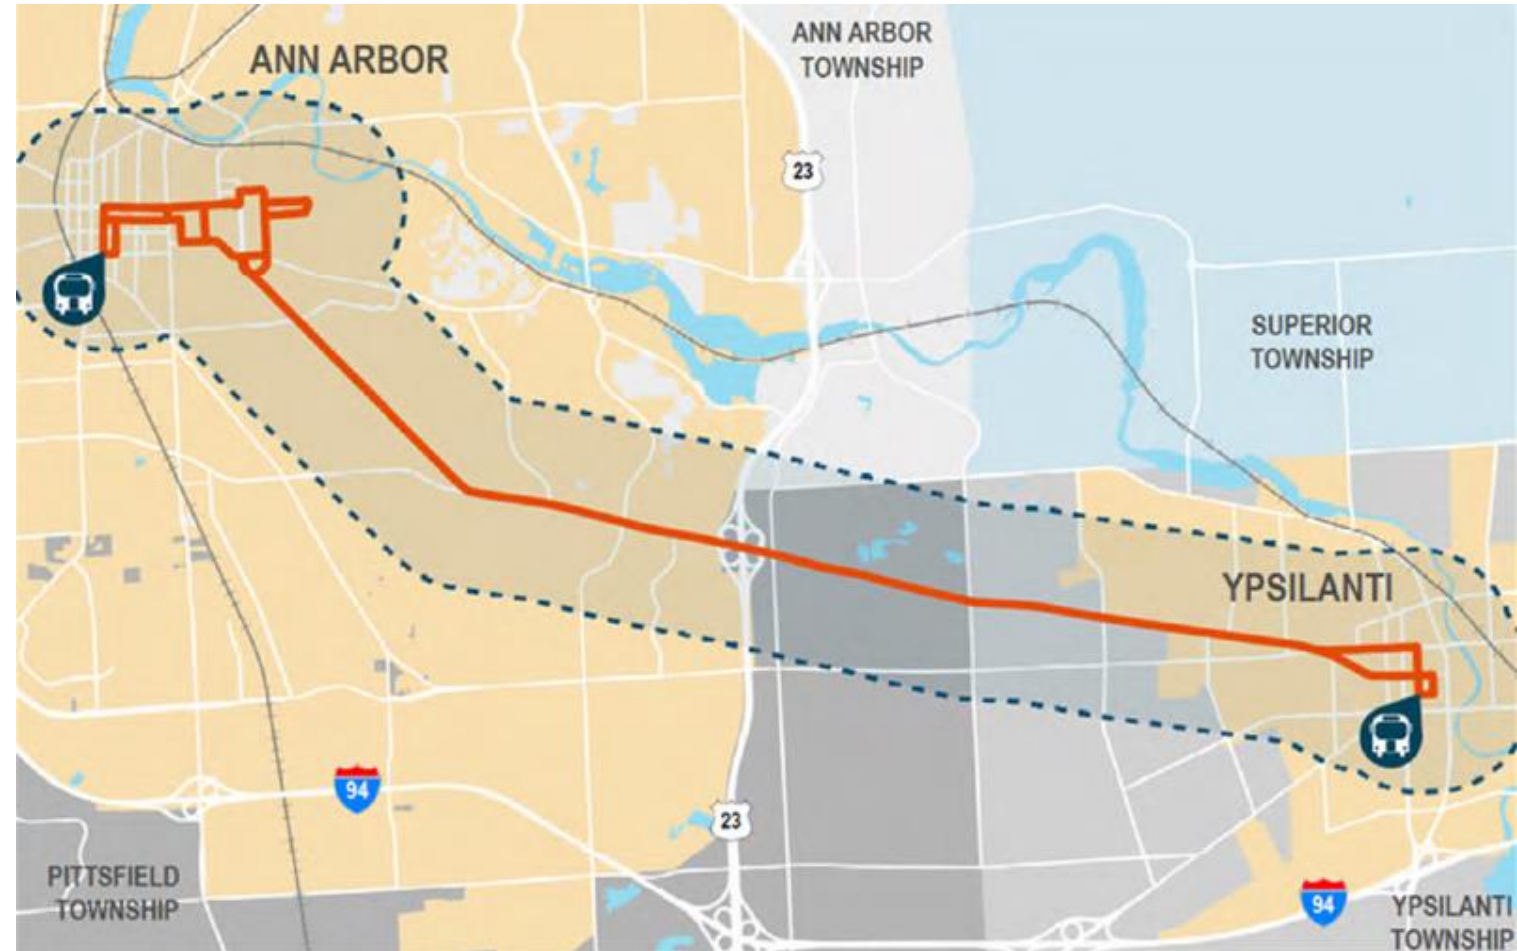 ANN ARBOR
ANN ARBOR
TOWNSHIP
23
SUPERIOR
TOWNSHIP
YPSILANTI
94
23
PITTSFIELD
TOWNSHIP
94
YPSILANTI
TOWNSHIP